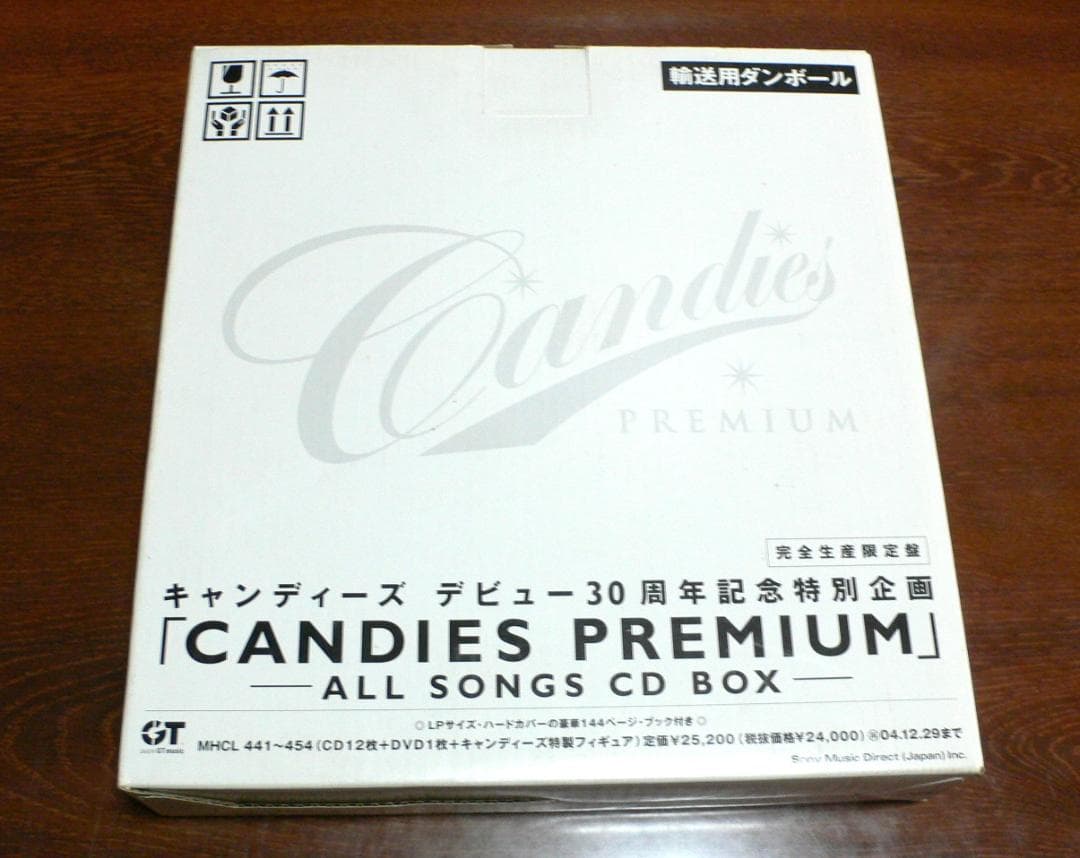 輸送用ダンボール
Candies
PREMIUM
完全生産限定盤
キャンディーズ デビュー30周年記念特別企画
「CANDIES PREMIUM」
ALL SONGS CD BOX
◎LPサイズ・ハードカバーの豪華144ページ・ブック付き◎
GT
MHCL 441〜454(CD12枚+DVD1枚+キャンディーズ特製フィギュア)定価¥25,200(税抜価格¥24,000)㊐04.12.29まで
Sony Music Direct (Japan) Inc.